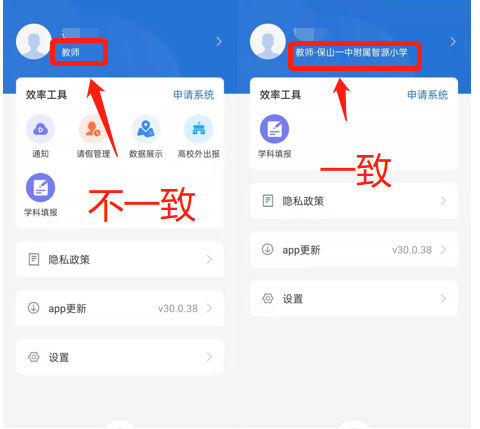 教师
效率工具
申请系统
通知
请假管理
数据展示
高校外出报
学科填报
不一致
隐私政策
app更新
v30.0.38
设置
教师-保山一中附属智源小学
效率工具
申请系统
学科填报
一致
隐私政策
app更新
v30.0.38
设置